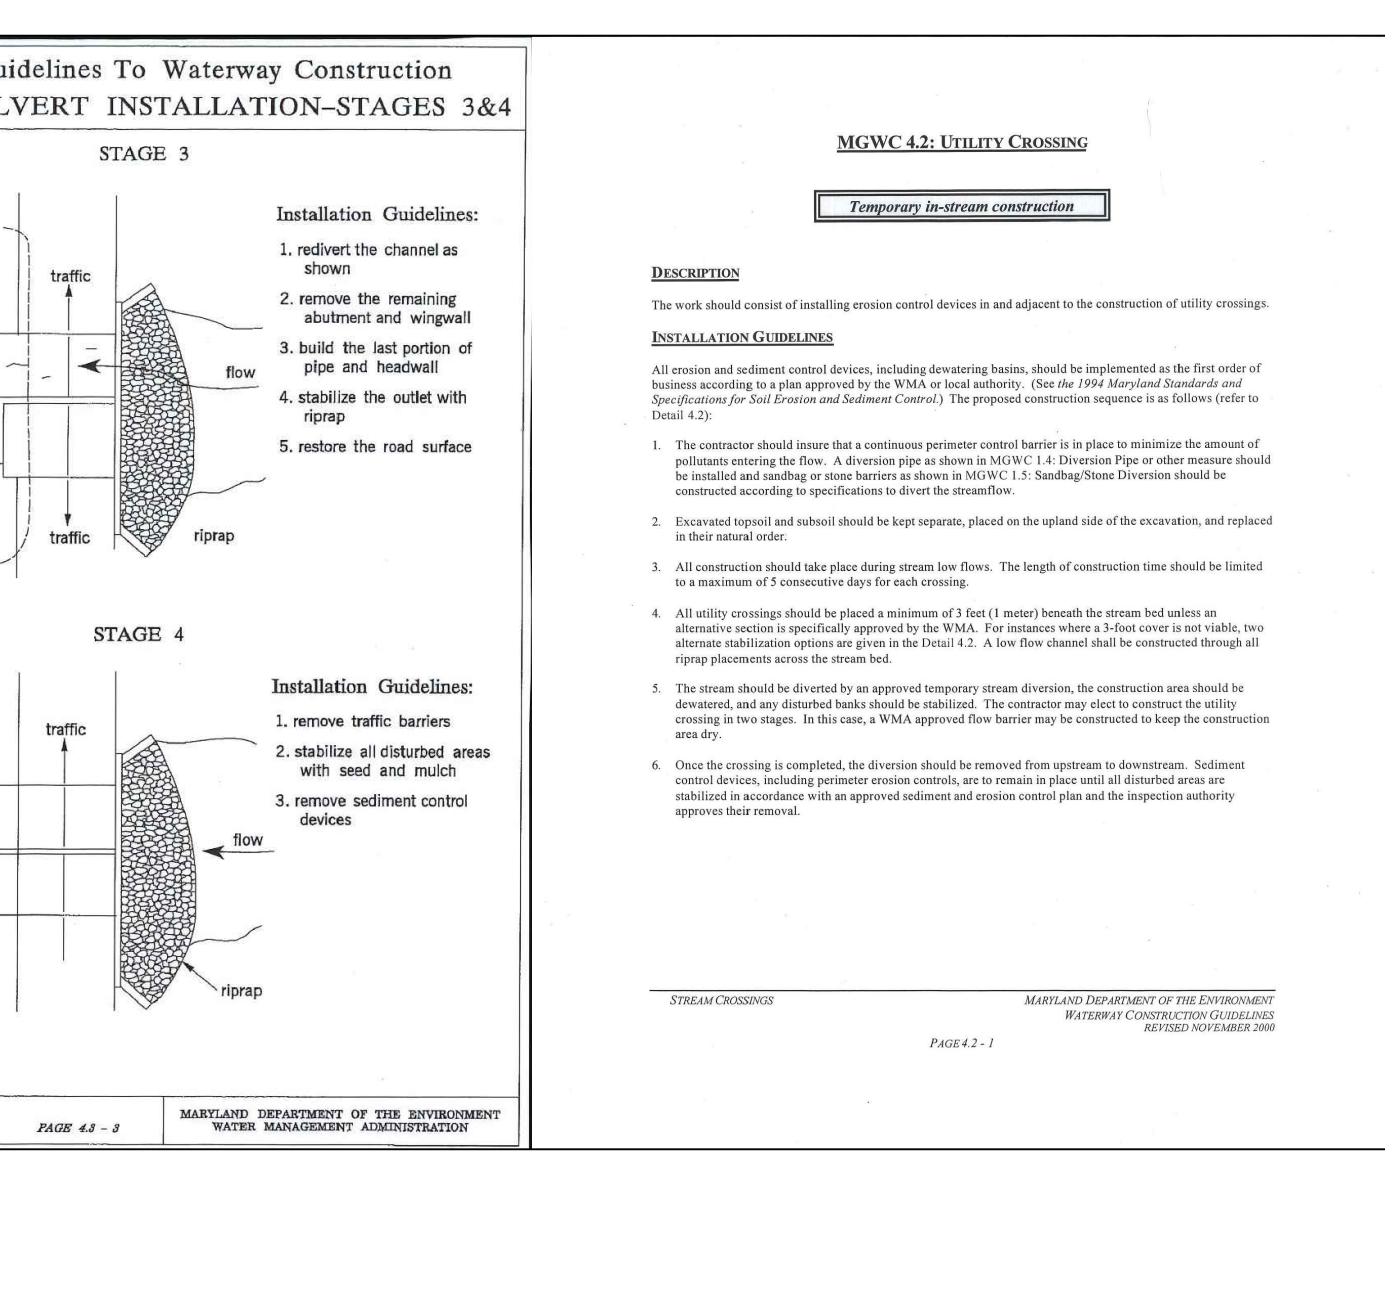 uidelines To Waterway Construction
LVERT INSTALLATION–STAGES 3&4
STAGE 3
Installation Guidelines:
1. redivert the channel as
shown
2. remove the remaining
abutment and wingwall
3. build the last portion of
pipe and headwall
4. stabilize the outlet with
riprap
5. restore the road surface
traffic
flow
traffic
riprap
STAGE 4
Installation Guidelines:
1. remove traffic barriers
2. stabilize all disturbed areas
with seed and mulch
3. remove sediment control
devices
traffic
flow
riprap
PAGE 4.3 - 3
MARYLAND DEPARTMENT OF THE ENVIRONMENT
WATER MANAGEMENT ADMINISTRATION
MGWC 4.2: UTILITY CROSSING
Temporary in-stream construction
DESCRIPTION
The work should consist of installing erosion control devices in and adjacent to the construction of utility crossings.
INSTALLATION GUIDELINES
All erosion and sediment control devices, including dewatering basins, should be implemented as the first order of
business according to a plan approved by the WMA or local authority. (See the 1994 Maryland Standards and
Specifications for Soil Erosion and Sediment Control.) The proposed construction sequence is as follows (refer to
Detail 4.2):
1. The contractor should insure that a continuous perimeter control barrier is in place to minimize the amount of
pollutants entering the flow. A diversion pipe as shown in MGWC 1.4: Diversion Pipe or other measure should
be installed and sandbag or stone barriers as shown in MGWC 1.5: Sandbag/Stone Diversion should be
constructed according to specifications to divert the streamflow.
2. Excavated topsoil and subsoil should be kept separate, placed on the upland side of the excavation, and replaced
in their natural order.
3. All construction should take place during stream low flows. The length of construction time should be limited
to a maximum of 5 consecutive days for each crossing.
4. All utility crossings should be placed a minimum of 3 feet (1 meter) beneath the stream bed unless an
alternative section is specifically approved by the WMA. For instances where a 3-foot cover is not viable, two
alternate stabilization options are given in the Detail 4.2. A low flow channel shall be constructed through all
riprap placements across the stream bed.
5. The stream should be diverted by an approved temporary stream diversion, the construction area should be
dewatered, and any disturbed banks should be stabilized. The contractor may elect to construct the utility
crossing in two stages. In this case, a WMA approved flow barrier may be constructed to keep the construction
area dry.
6. Once the crossing is completed, the diversion should be removed from upstream to downstream. Sediment
control devices, including perimeter erosion controls, are to remain in place until all disturbed areas are
stabilized in accordance with an approved sediment and erosion control plan and the inspection authority
approves their removal.
STREAM CROSSINGS
MARYLAND DEPARTMENT OF THE ENVIRONMENT
WATERWAY CONSTRUCTION GUIDELINES
REVISED NOVEMBER 2000
PAGE 4.2 - 1